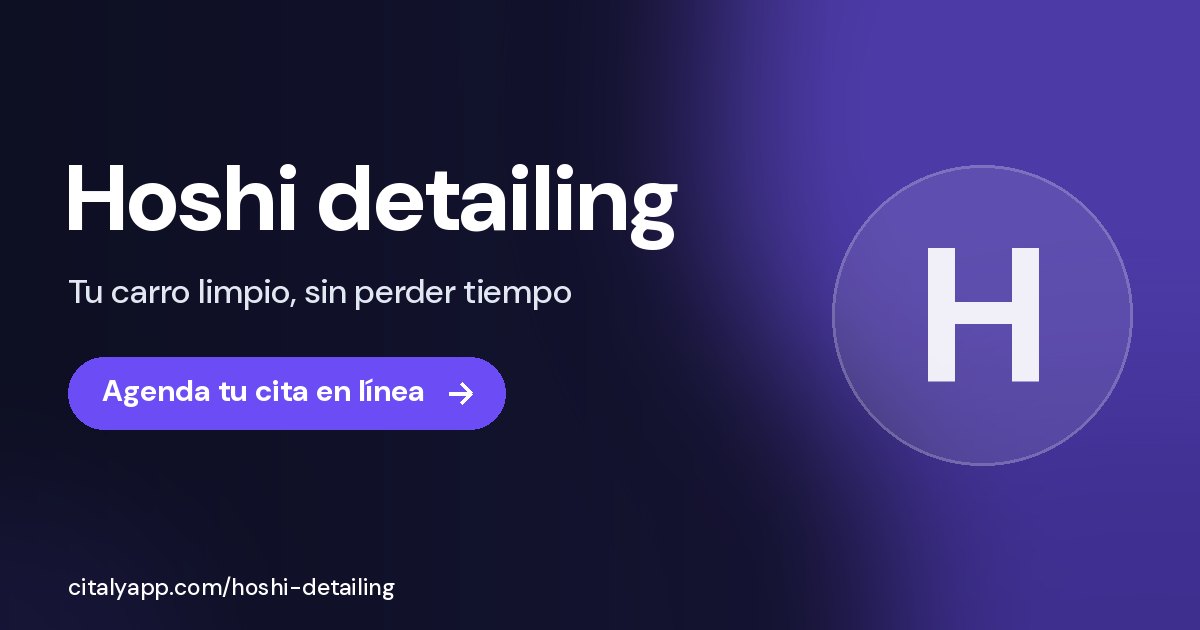 Hoshi detailing
Tu carro limpio, sin perder tiempo
Agenda tu cita en línea →
H
citalyapp.com/hoshi-detailing